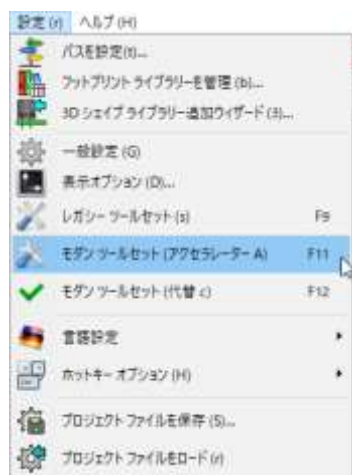 設定 (r) ヘルプ (H)
パスを設定(t)...
フットプリント ライブラリーを管理 (b)...
3D シェイプ ライブラリー追加ウィザード (3)...
一般設定 (G)
表示オプション (D)...
レガシー ツールセット (s) F9
モダン ツールセット (アクセラレーター A) F11
モダン ツールセット (代替 c) F12
言語設定
ホットキー オプション (H)
プロジェクト ファイルを保存 (S)...
プロジェクト ファイルをロード (r)